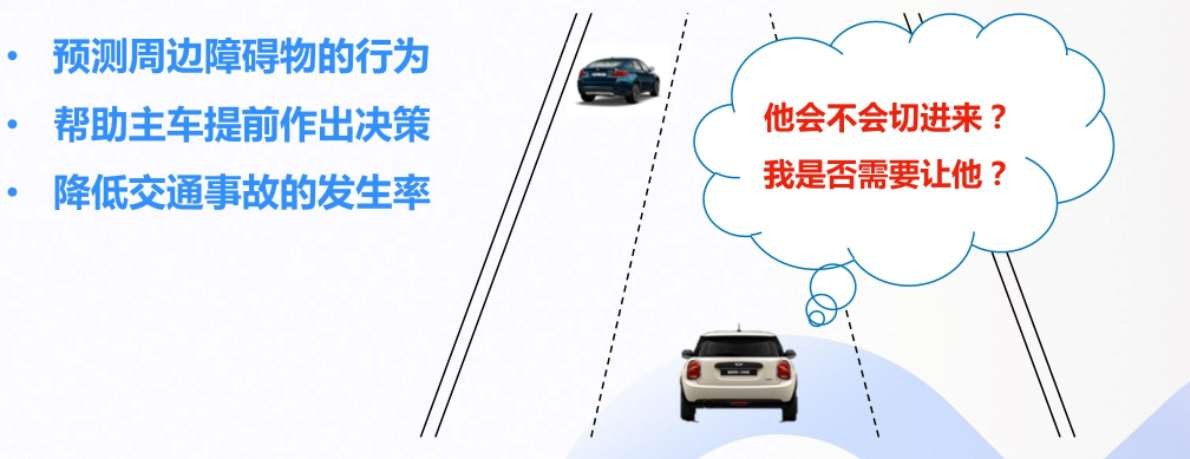 • 预测周边障碍物的行为
• 帮助主车提前作出决策
• 降低交通事故的发生率
他会不会切进来？
我是否需要让他？